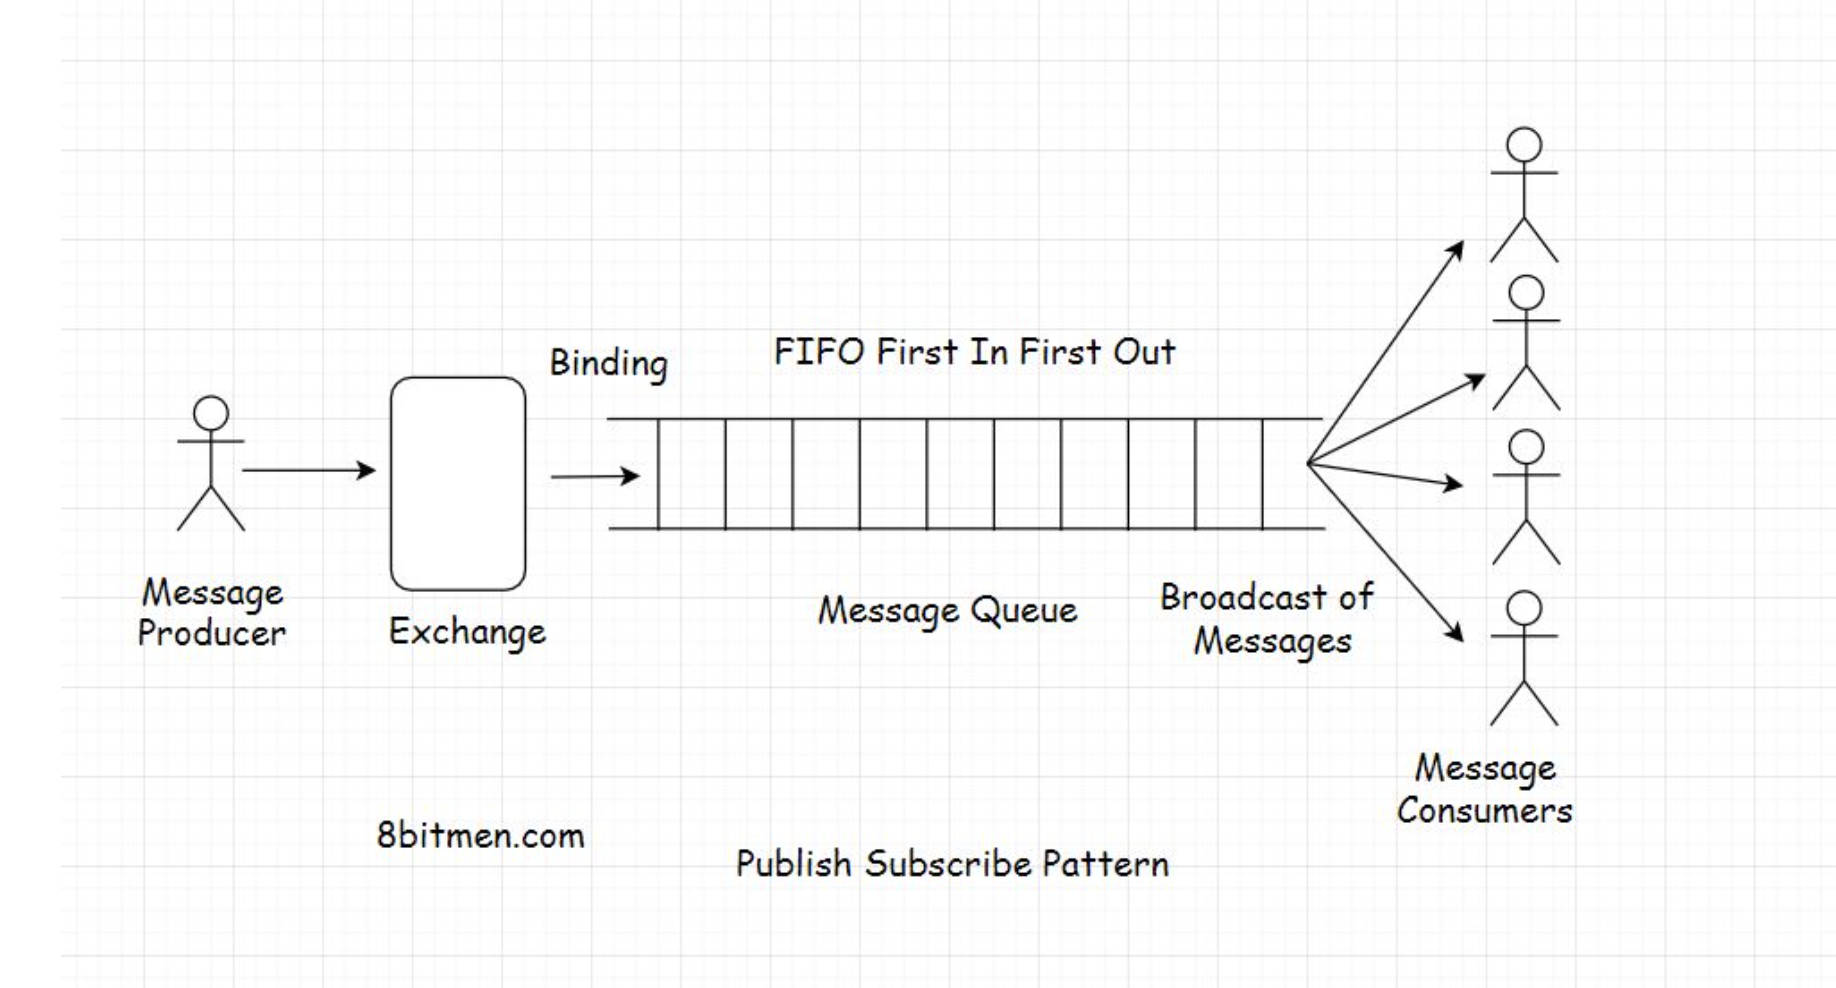 Binding
FIFO First In First Out
Message
Producer
Exchange
Message Queue
Broadcast of
Messages
Message
Consumers
8bitmen.com
Publish Subscribe Pattern